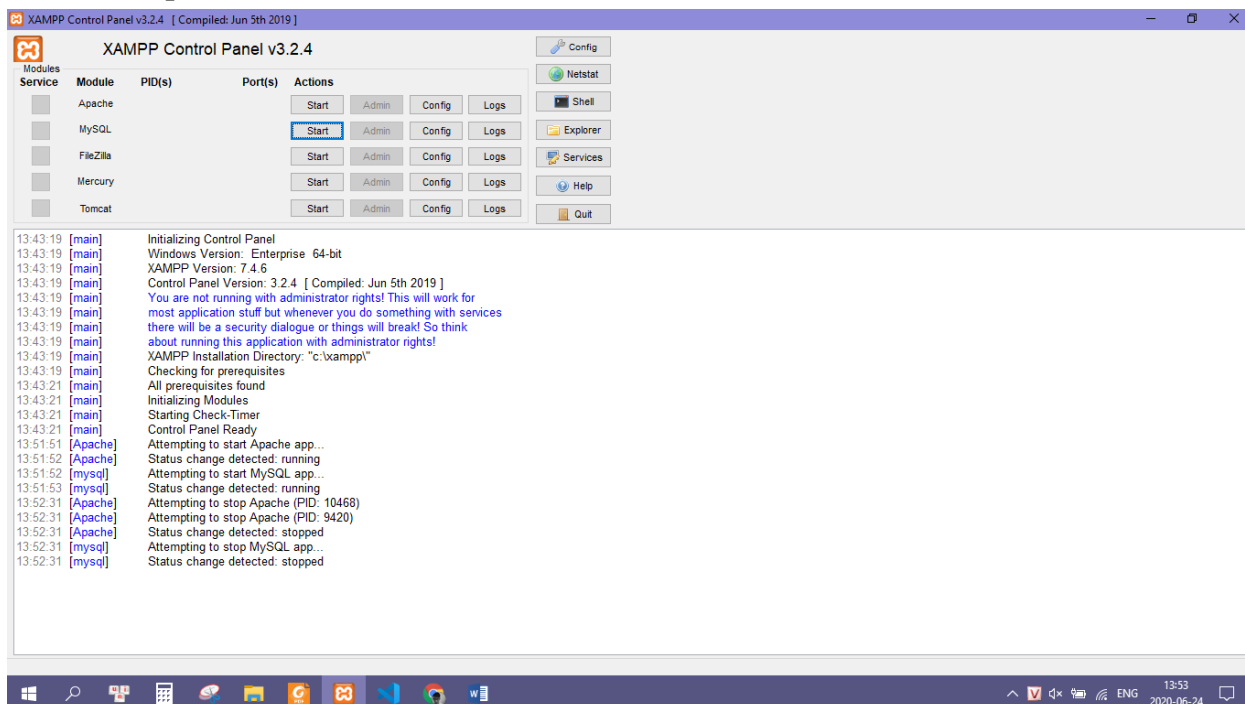 XAMPP Control Panel v3.2.4 [ Compiled: Jun 5th 2019 ]
XAMPP Control Panel v3.2.4
Config
Modules
Netstat
Service Module PID(s) Port(s) Actions
Apache Start Admin Config Logs Shell
MySQL Start Admin Config Logs Explorer
FileZilla Start Admin Config Logs Services
Mercury Start Admin Config Logs Help
Tomcat Start Admin Config Logs Quit
13:43:19 [main] Initializing Control Panel
13:43:19 [main] Windows Version: Enterprise 64-bit
13:43:19 [main] XAMPP Version: 7.4.6
13:43:19 [main] Control Panel Version: 3.2.4 [ Compiled: Jun 5th 2019 ]
13:43:19 [main] You are not running with administrator rights! This will work for
13:43:19 [main] most application stuff but whenever you do something with services
13:43:19 [main] there will be a security dialogue or things will break! So think
13:43:19 [main] about running this application with administrator rights!
13:43:19 [main] XAMPP Installation Directory: "c:\xampp\"
13:43:19 [main] Checking for prerequisites
13:43:21 [main] All prerequisites found
13:43:21 [main] Initializing Modules
13:43:21 [main] Starting Check-Timer
13:43:21 [main] Control Panel Ready
13:51:51 [Apache] Attempting to start Apache app...
13:51:52 [Apache] Status change detected: running
13:51:52 [mysql] Attempting to start MySQL app...
13:51:53 [mysql] Status change detected: running
13:52:31 [Apache] Attempting to stop Apache (PID: 10468)
13:52:31 [Apache] Attempting to stop Apache (PID: 9420)
13:52:31 [Apache] Status change detected: stopped
13:52:31 [mysql] Attempting to stop MySQL app...
13:52:31 [mysql] Status change detected: stopped
ENG 13:53
2020-06-24